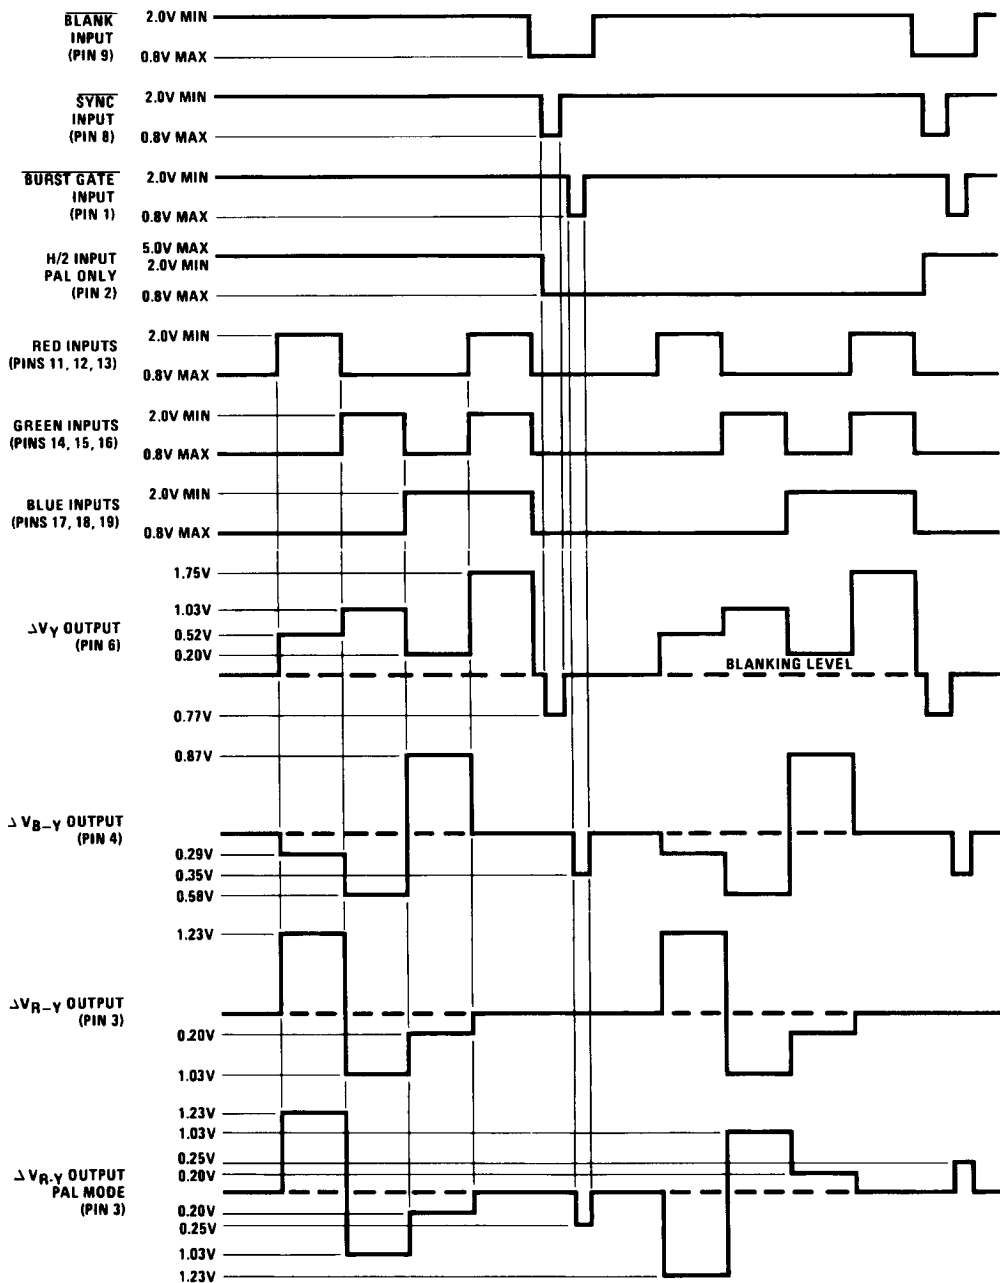 BLANK
INPUT
(PIN 9)
2.0V MIN
0.8V MAX
SYNC
INPUT
(PIN 8)
2.0V MIN
0.8V MAX
BURST GATE
INPUT
(PIN 1)
2.0V MIN
0.8V MAX
H/2 INPUT
PAL ONLY
(PIN 2)
5.0V MAX
2.0V MIN
0.8V MAX
RED INPUTS
(PINS 11, 12, 13)
2.0V MIN
0.8V MAX
GREEN INPUTS
(PINS 14, 15, 16)
2.0V MIN
0.8V MAX
BLUE INPUTS
(PINS 17, 18, 19)
2.0V MIN
0.8V MAX
ΔVY OUTPUT
(PIN 6)
1.75V
1.03V
0.52V
0.20V
BLANKING LEVEL
0.77V
ΔVB–Y OUTPUT
(PIN 4)
0.87V
0.29V
0.35V
0.58V
ΔVR–Y OUTPUT
(PIN 3)
1.23V
0.20V
1.03V
ΔVR-Y OUTPUT
PAL MODE
(PIN 3)
1.23V
1.03V
0.25V
0.20V
0.20V
0.25V
1.03V
1.23V